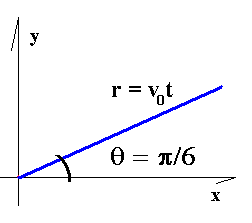 y
r = v₀t
θ = π/6
x